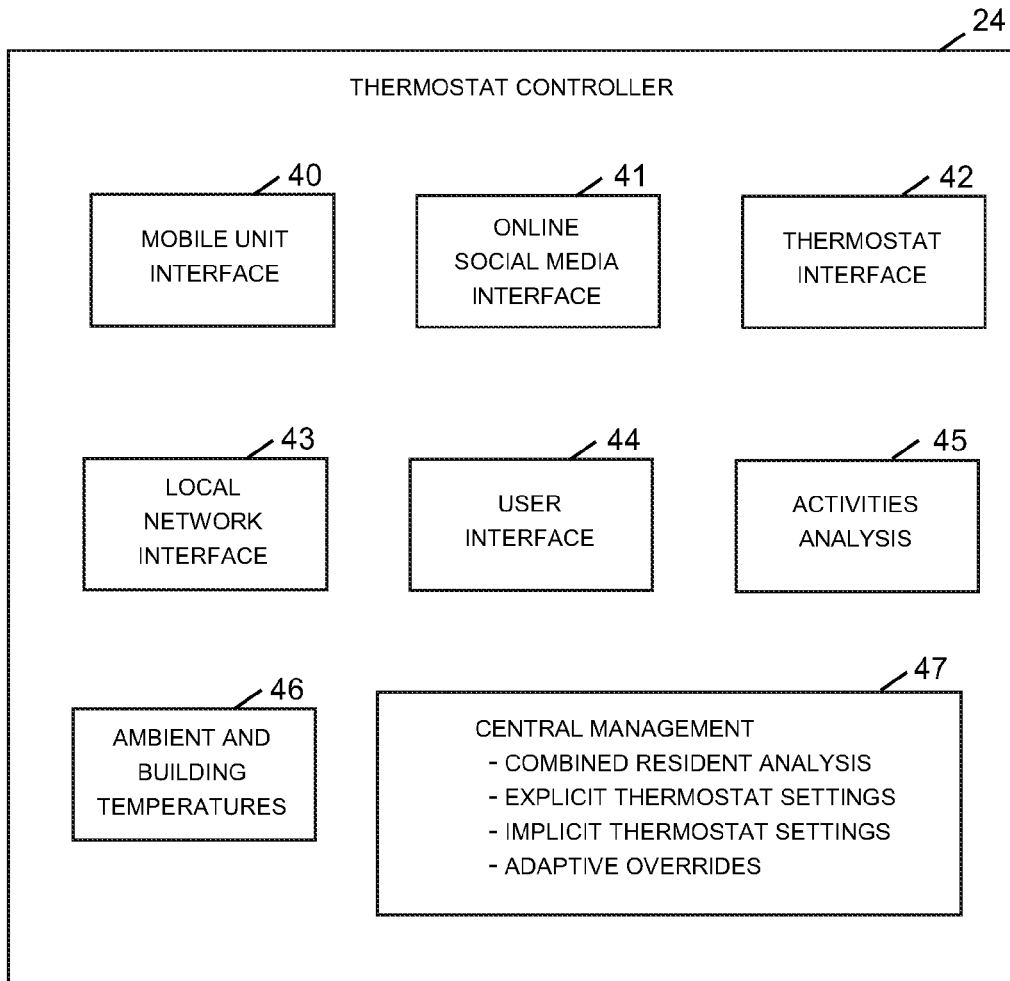 24
THERMOSTAT CONTROLLER
40
MOBILE UNIT
INTERFACE
41
ONLINE
SOCIAL MEDIA
INTERFACE
42
THERMOSTAT
INTERFACE
43
LOCAL
NETWORK
INTERFACE
44
USER
INTERFACE
45
ACTIVITIES
ANALYSIS
46
AMBIENT AND
BUILDING
TEMPERATURES
47
CENTRAL MANAGEMENT
- COMBINED RESIDENT ANALYSIS
- EXPLICIT THERMOSTAT SETTINGS
- IMPLICIT THERMOSTAT SETTINGS
- ADAPTIVE OVERRIDES